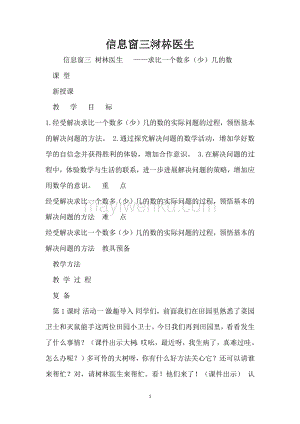 信息窗三树林医生
信息窗三 树林医生 ——求比一个数多（少）几的数
课 型
新授课
教 学 目 标
1.经受解决求比一个数多（少）几的数的实际问题的过程，领悟基本的解决问题的方法。 2.通过探究解决问题的数学活动，增加学好数学的自信念并获得胜利的体验，增加合作意识。 3.在解决问题的过程中，体验数学与生活的联系，进一步进展解决问题的策略，增加应用数学的意识。 重 点
经受解决求比一个数多（少）几的数的实际问题的过程，领悟基本的解决问题的方法 难 点
经受解决求比一个数多（少）几的数的实际问题的过程，领悟基本的解决问题的方法 教具预备
教学方法
教 学 过 程
复 备
第 1 课时 活动一 激趣导入 同学们，前面我们在田园里熟悉了菜园卫士和灭鼠能手这两位田园小卫士。今日我们再到田园，看看发生了什么事情？（课件出示大树，哎呦，最近呀，我生病了，真难过哇，怎么办呢？）多可怜的大树呀，你有什么好方法关心它？还可以请谁来帮忙？对，请树林医生来帮忙。看！他们来了！（课件出示） 认
1